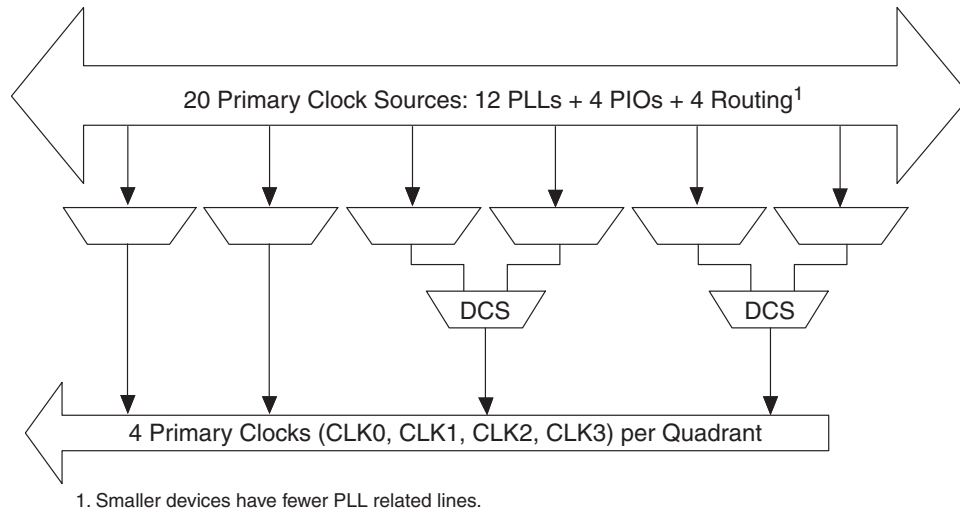 20 Primary Clock Sources: 12 PLLs + 4 PIOs + 4 Routing1
DCS DCS
4 Primary Clocks (CLK0, CLK1, CLK2, CLK3) per Quadrant
1. Smaller devices have fewer PLL related lines.